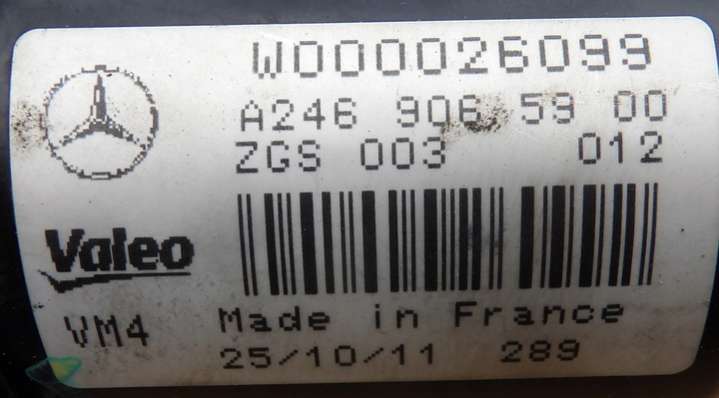 W000026099
A246 906 59 00
ZGS 003 012
Valeo
VM4
Made in France
25/10/11 289